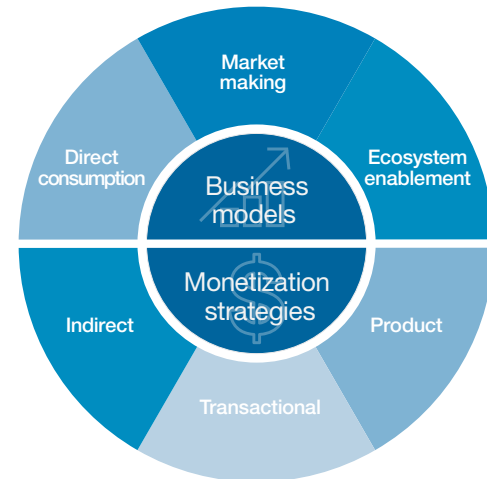 Market
making
Direct
consumption
Ecosystem
enablement
Business
models
Monetization
strategies
Indirect
Product
Transactional